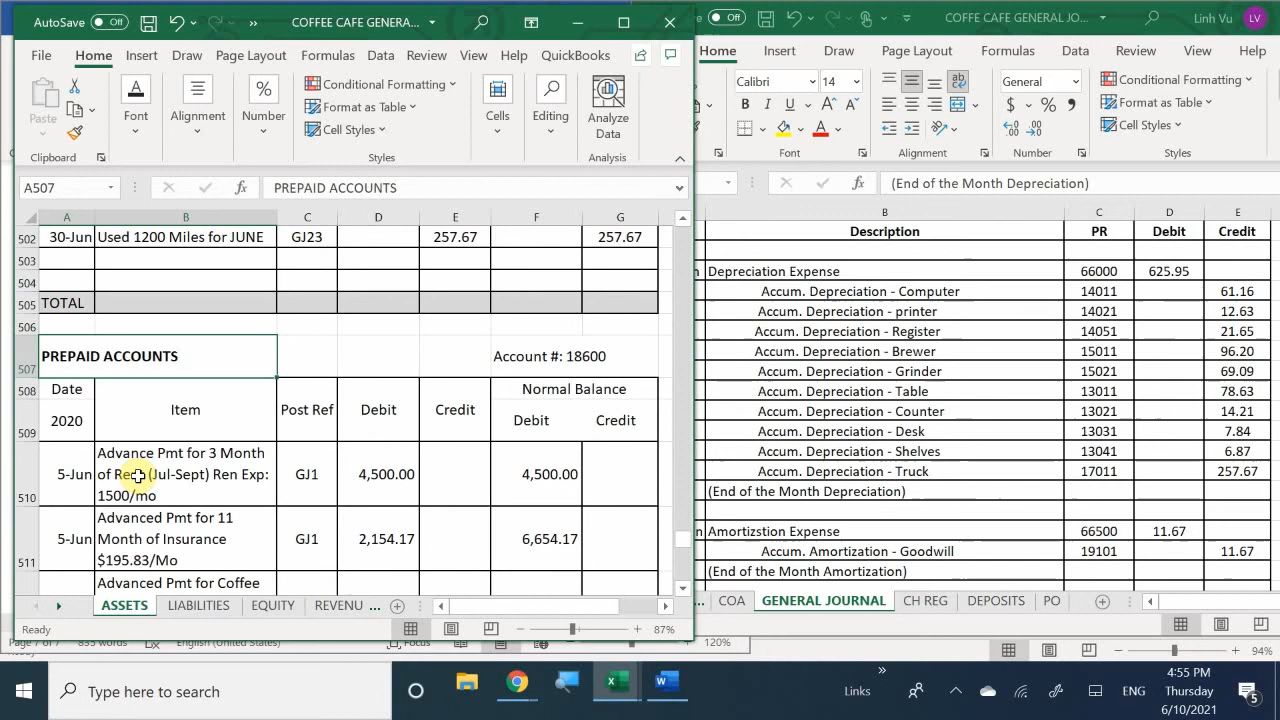 AutoSave Off COFFEE CAFE GENERA...
File Home Insert Draw Page Layout Formulas Data Review View Help QuickBooks
Paste Font Alignment Number Conditional Formatting Format as Table Cell Styles Cells Editing Analyze Data
Clipboard Styles Analysis
A507 fx PREPAID ACCOUNTS
A B C D E F G
502 30-Jun Used 1200 Miles for JUNE GJ23 257.67 257.67
503
504
505 TOTAL
506
507 PREPAID ACCOUNTS Account #: 18600
508 Date Normal Balance
509 2020 Item Post Ref Debit Credit Debit Credit
Advance Pmt for 3 Month
5-Jun (Jul-Sept) Ren Exp: GJ1 4,500.00 4,500.00
510 1500/mo
Advanced Pmt for 11
5-Jun Month of Insurance GJ1 2,154.17 6,654.17
511 $195.83/Mo
Advanced Pmt for Coffee
ASSETS LIABILITIES EQUITY REVENU ...
Ready 87%
Off COFFE CAFE GENERAL JO... Linh Vu LV
Home Insert Draw Page Layout Formulas Data Review View Help
Calibri 14 General Conditional Formatting
B I U A A ab c $ % , Format as Table
A Cell Styles
Font Alignment Number Styles
fx (End of the Month Depreciation)
B C D E
Description PR Debit Credit
n Depreciation Expense 66000 625.95
Accum. Depreciation - Computer 14011 61.16
Accum. Depreciation - printer 14021 12.63
Accum. Depreciation - Register 14051 21.65
Accum. Depreciation - Brewer 15011 96.20
Accum. Depreciation - Grinder 15021 69.09
Accum. Depreciation - Table 13011 78.63
Accum. Depreciation - Counter 13021 14.21
Accum. Depreciation - Desk 13031 7.84
Accum. Depreciation - Shelves 13041 6.87
Accum. Depreciation - Truck 17011 257.67
(End of the Month Depreciation)
n Amortizstion Expense 66500 11.67
Accum. Amortization - Goodwill 19101 11.67
(End of the Month Amortization)
... COA GENERAL JOURNAL CH REG DEPOSITS PO
94%
835 words English (United States) Focus 120%
Type here to search Links ENG 4:55 PM
Thursday
6/10/2021 5